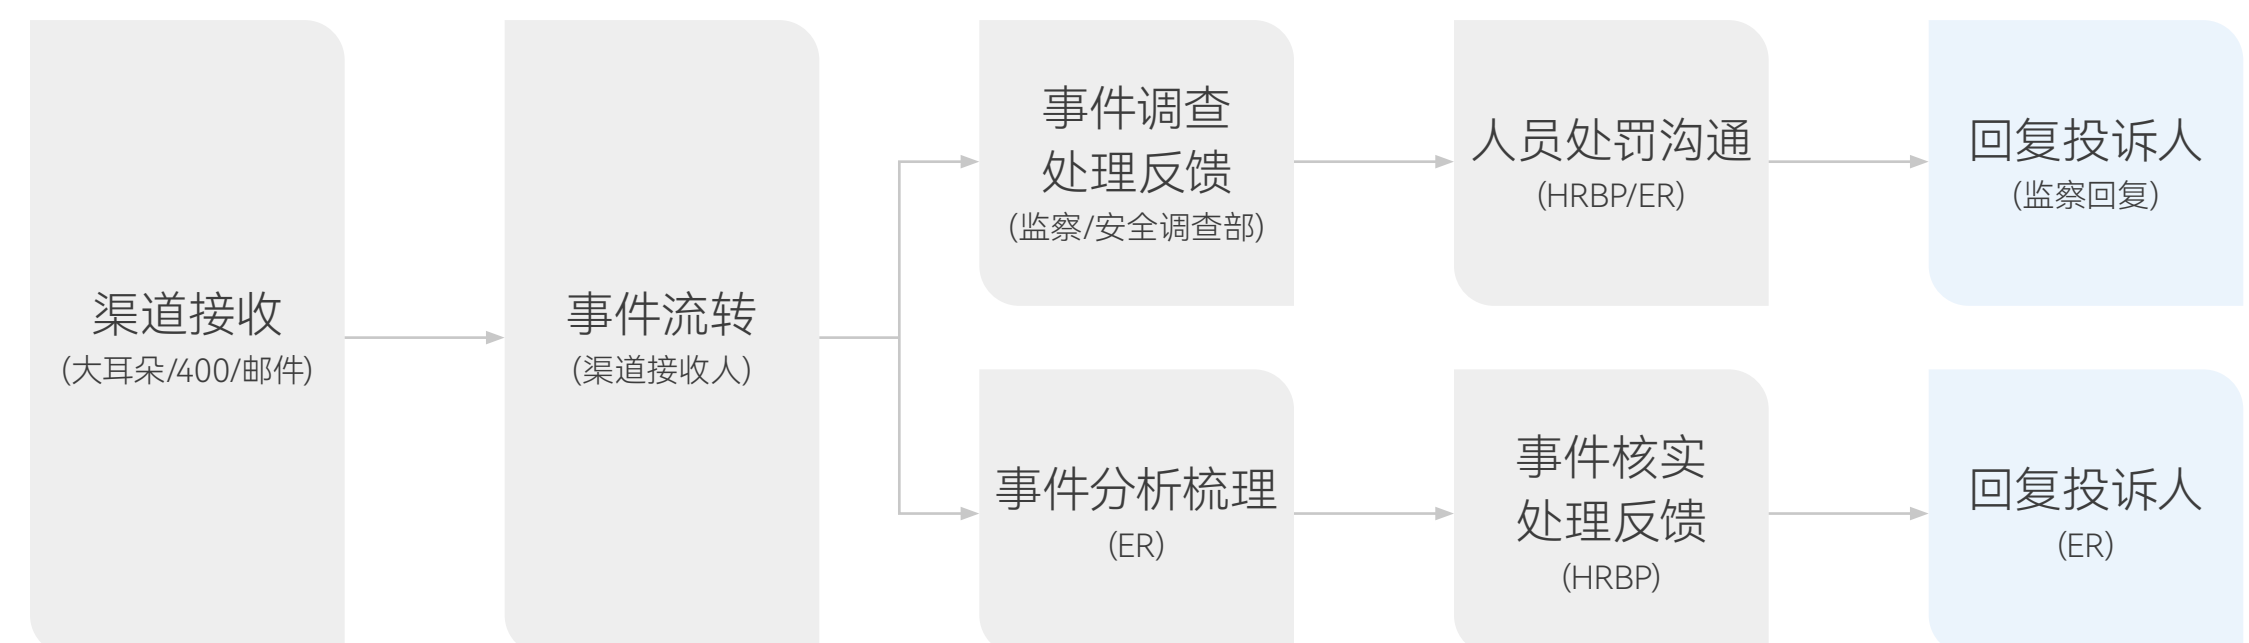 渠道接收
(大耳朵/400/邮件)
事件流转
(渠道接收人)
事件调查
处理反馈
(监察/安全调查部)
人员处罚沟通
(HRBP/ER)
回复投诉人
(监察回复)
事件分析梳理
(ER)
事件核实
处理反馈
(HRBP)
回复投诉人
(ER)